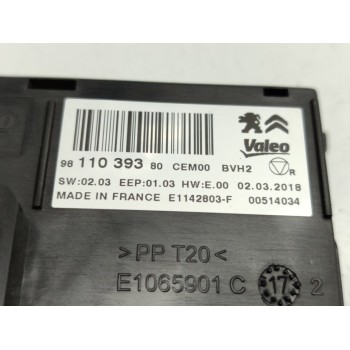 Valeo
98 110 393 80 CEM00 BVH2
R
SW:02.03 EEP:01.03 HW:E.00 02.03.2018
MADE IN FRANCE E1142803-F 00514034
>PP T20<
E1065901 C 17 2